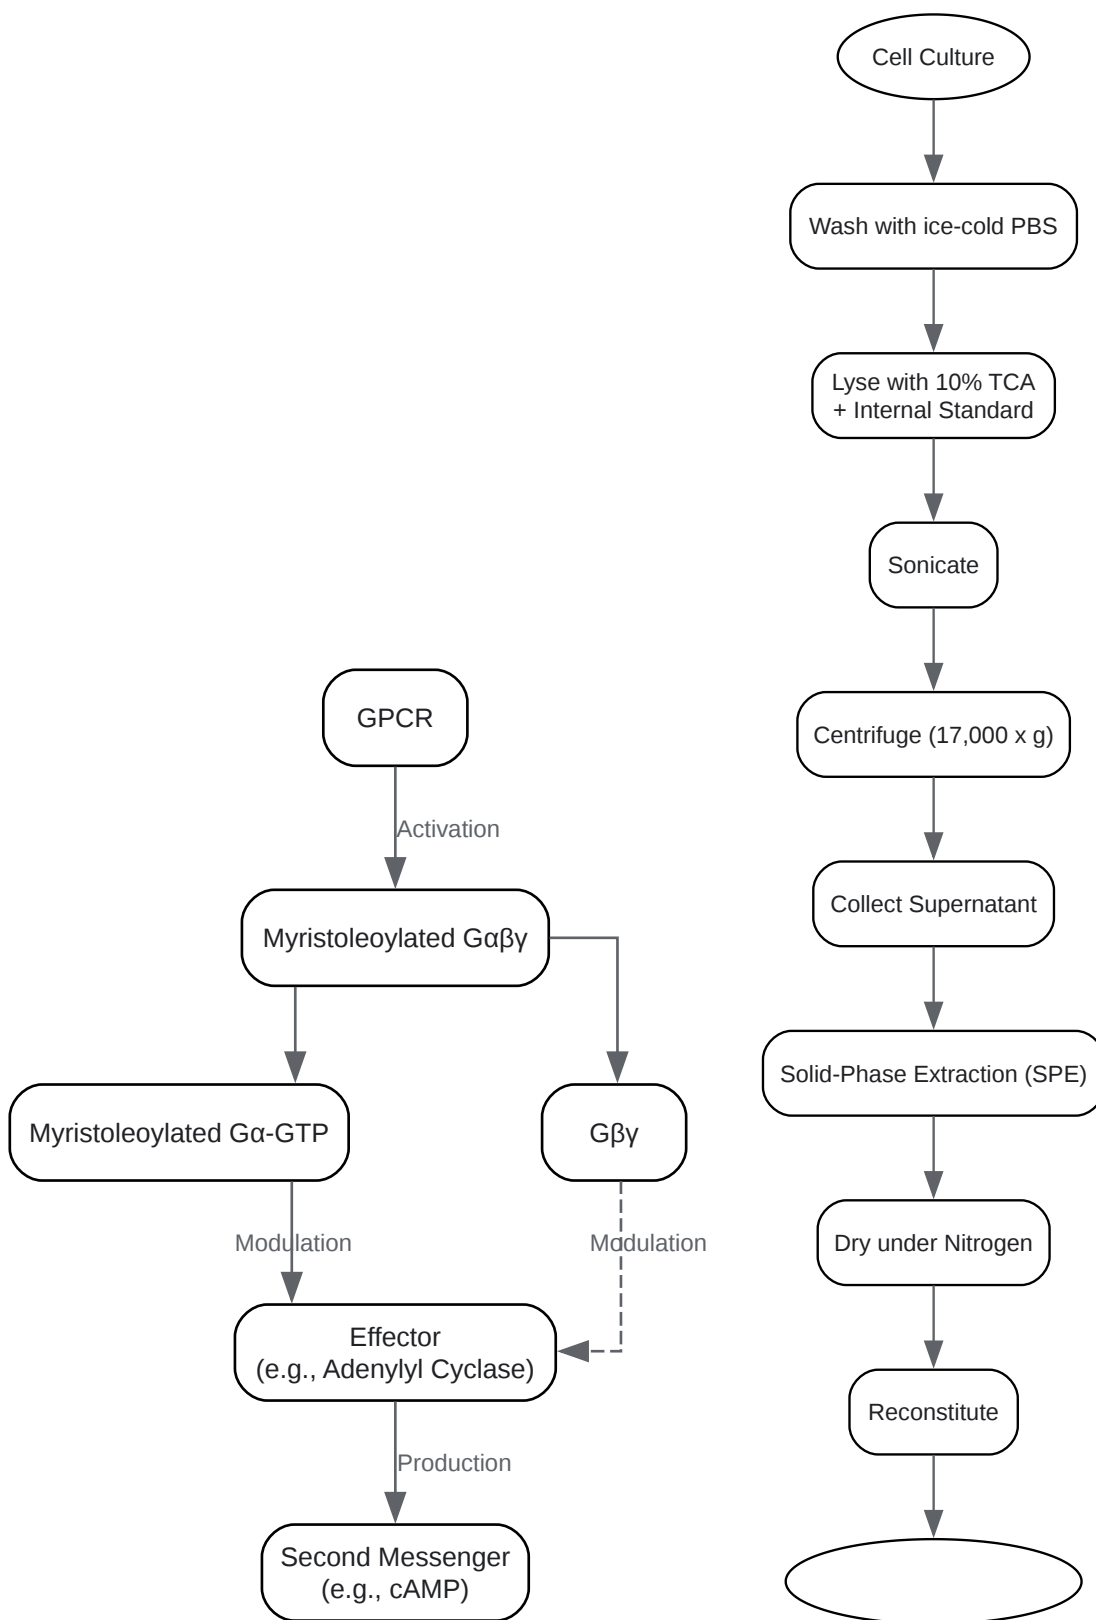 GPCR
Activation
Myristoleoylated Gαβγ
Myristoleoylated Gα-GTP
Gβγ
Modulation
Modulation
Effector
(e.g., Adenylyl Cyclase)
Production
Second Messenger
(e.g., cAMP)
Cell Culture
Wash with ice-cold PBS
Lyse with 10% TCA
+ Internal Standard
Sonicate
Centrifuge (17,000 x g)
Collect Supernatant
Solid-Phase Extraction (SPE)
Dry under Nitrogen
Reconstitute